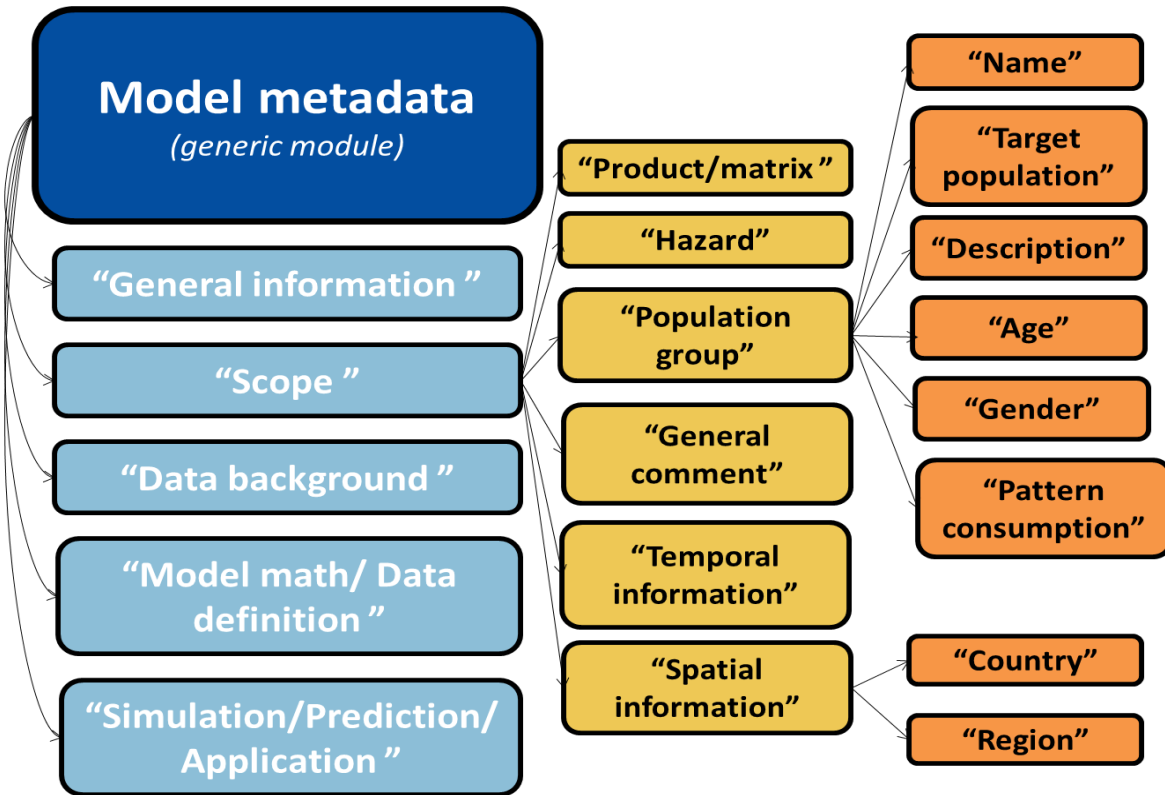 Model metadata
(generic module)
“General information ”
“Scope ”
“Data background ”
“Model math/ Data
definition ”
“Simulation/Prediction/
Application ”
“Product/matrix ”
“Hazard”
“Population
group”
“General
comment”
“Temporal
information”
“Spatial
information”
“Name”
“Target
population”
“Description”
“Age”
“Gender”
“Pattern
consumption”
“Country”
“Region”